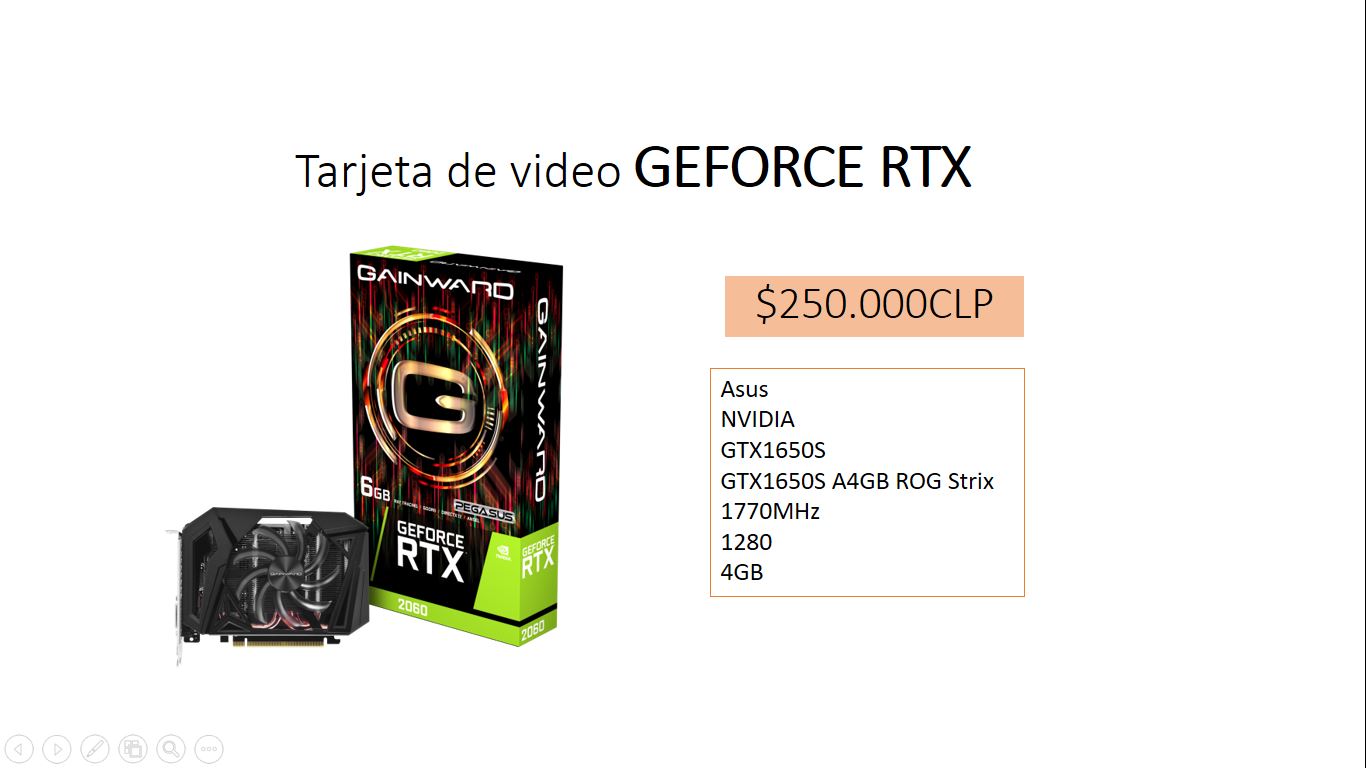 Tarjeta de video GEFORCE RTX
GAINWARD
GAINWARD
6GB
PEGASUS
GEFORCE
RTX
2060
GEFORCE
RTX
2060
GAINWARD
$250.000CLP
Asus
NVIDIA
GTX1650S
GTX1650S A4GB ROG Strix
1770MHz
1280
4GB